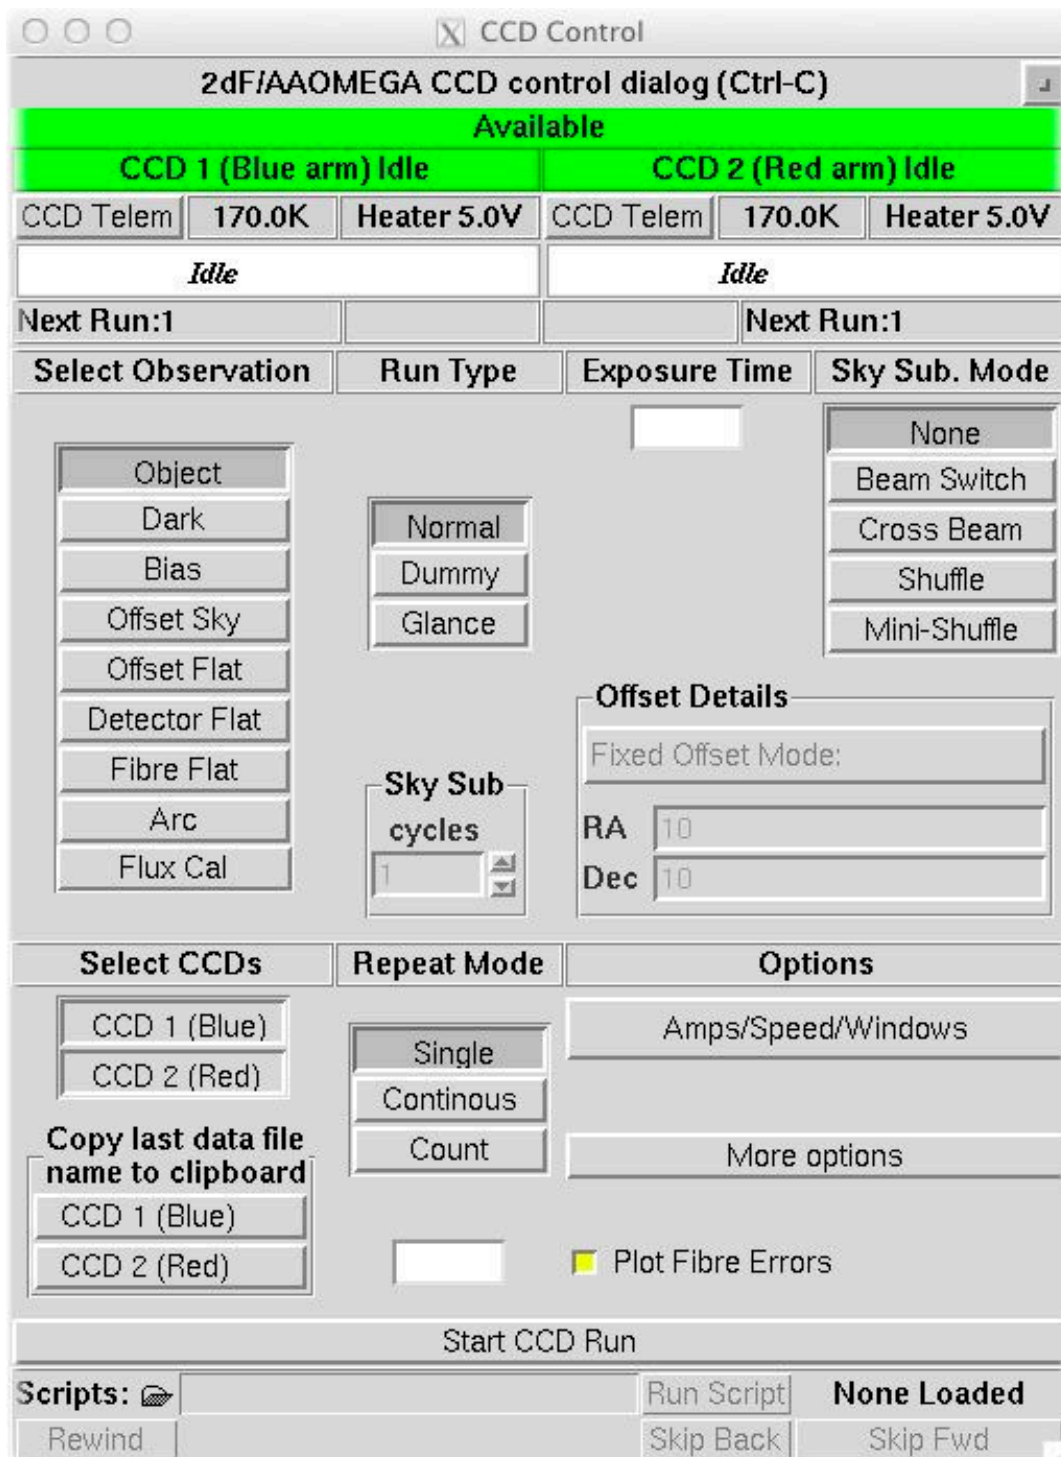 X CCD Control
2dF/AAOMEGA CCD control dialog (Ctrl-C)
Available
CCD 1 (Blue arm) Idle CCD 2 (Red arm) Idle
CCD Telem 170.0K Heater 5.0V CCD Telem 170.0K Heater 5.0V
Idle Idle
Next Run:1 Next Run:1
Select Observation Run Type Exposure Time Sky Sub. Mode
None
Object
Beam Switch
Dark
Normal
Cross Beam
Bias
Dummy
Shuffle
Offset Sky
Glance
Mini-Shuffle
Offset Flat
Offset Details
Detector Flat
Fixed Offset Mode:
Fibre Flat
Sky Sub
Arc
cycles
RA 10
Flux Cal
1
Dec 10
Select CCDs Repeat Mode Options
CCD 1 (Blue)
Amps/Speed/Windows
Single
CCD 2 (Red)
Continous
Copy last data file
name to clipboard
Count
More options
CCD 1 (Blue)
CCD 2 (Red)
Plot Fibre Errors
Start CCD Run
Scripts: Run Script None Loaded
Rewind Skip Back Skip Fwd